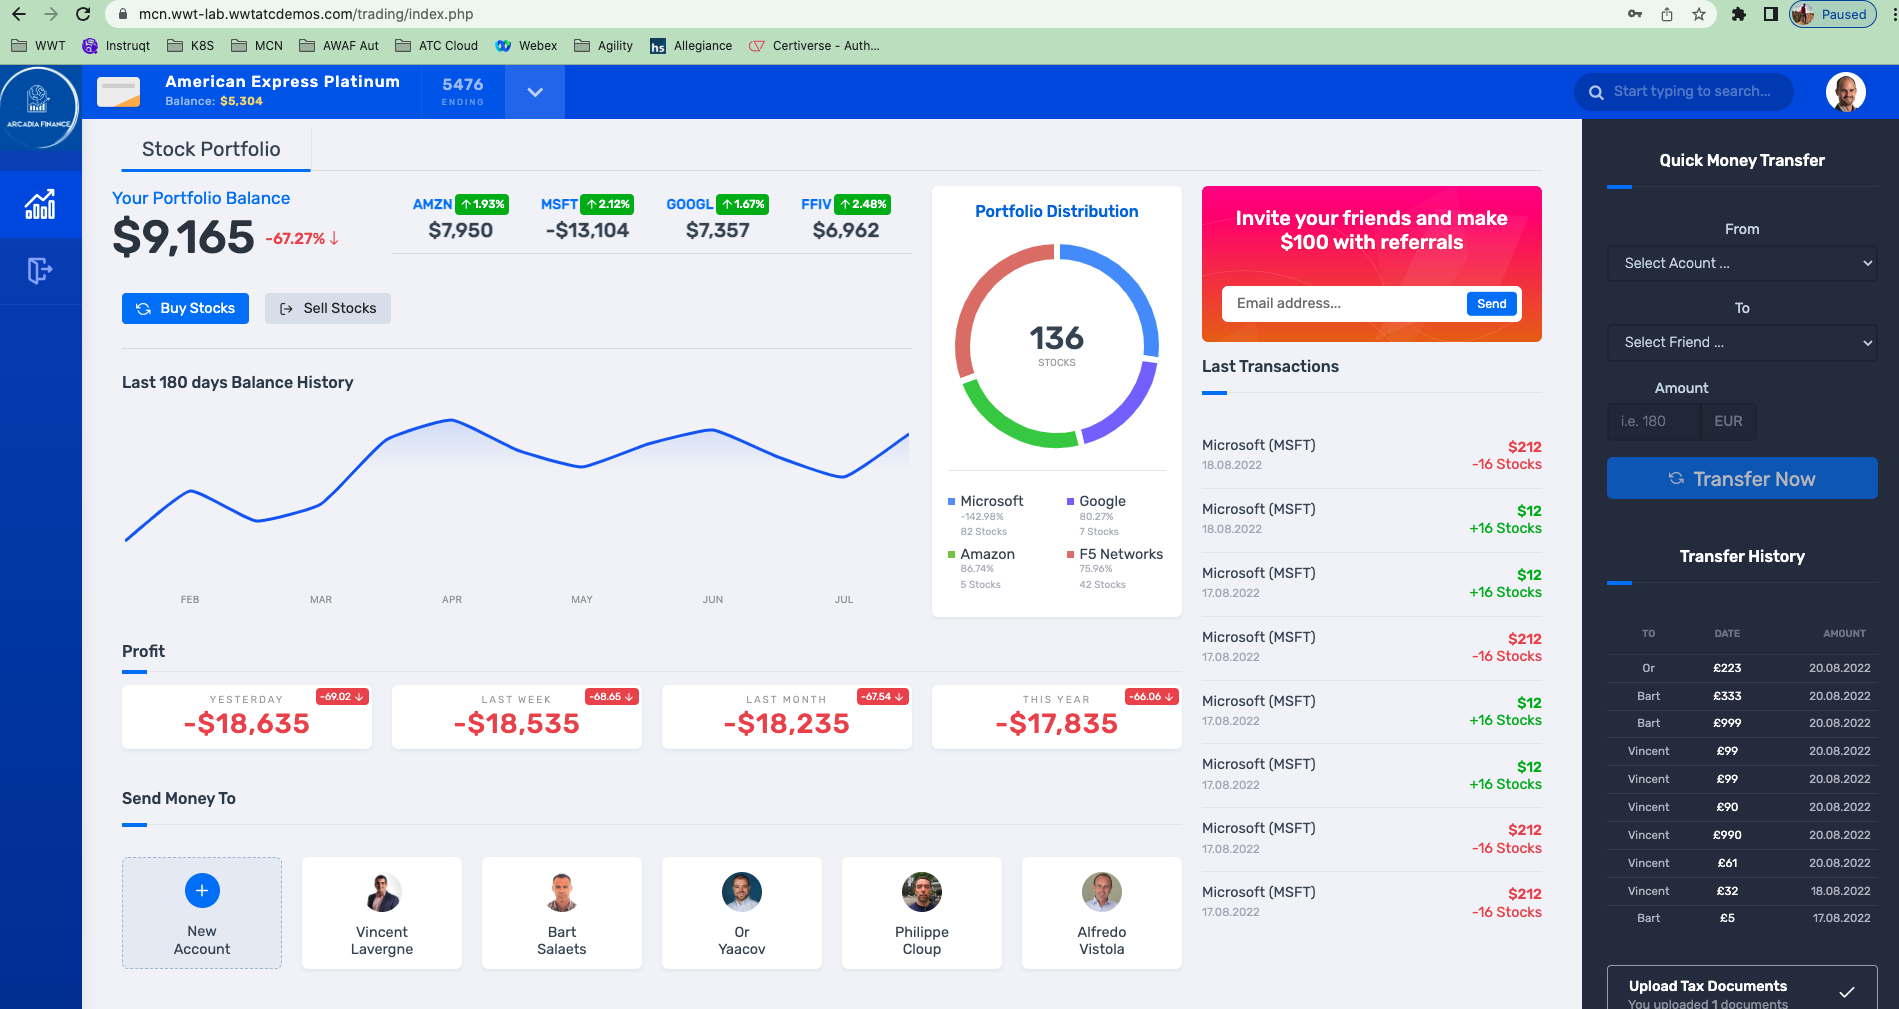 mcn.wwt-lab.wwtatcdemos.com/trading/index.php
Paused
WWT
Instruqt
K8S
MCN
AWAF Aut
ATC Cloud
Webex
Agility
hs
Allegiance
Certiverse - Auth...
ARCADIA FINANCE
American Express Platinum
Balance: $5,304
5476
ENDING
Start typing to search...
Stock Portfolio
Your Portfolio Balance
$9,165 -67.27% ↓
AMZN ↑ 1.93%
$7,950
MSFT ↑ 2.12%
-$13,104
GOOGL ↑ 1.67%
$7,357
FFIV ↑ 2.48%
$6,962
Buy Stocks
Sell Stocks
Last 180 days Balance History
FEB MAR APR MAY JUN JUL
Portfolio Distribution
136
STOCKS
Microsoft
-142.98%
82 Stocks
Google
80.27%
7 Stocks
Amazon
86.74%
5 Stocks
F5 Networks
75.96%
42 Stocks
Profit
YESTERDAY -69.02 ↓
-$18,635
LAST WEEK -68.65 ↓
-$18,535
LAST MONTH -67.54 ↓
-$18,235
THIS YEAR -66.06 ↓
-$17,835
Send Money To
+
New
Account
Vincent
Lavergne
Bart
Salaets
Or
Yaacov
Philippe
Cloup
Alfredo
Vistola
Invite your friends and make
$100 with referrals
Email address...
Send
Last Transactions
Microsoft (MSFT) $212
18.08.2022 -16 Stocks
Microsoft (MSFT) $12
18.08.2022 +16 Stocks
Microsoft (MSFT) $12
17.08.2022 +16 Stocks
Microsoft (MSFT) $212
17.08.2022 -16 Stocks
Microsoft (MSFT) $12
17.08.2022 +16 Stocks
Microsoft (MSFT) $12
17.08.2022 +16 Stocks
Microsoft (MSFT) $212
17.08.2022 -16 Stocks
Microsoft (MSFT) $212
17.08.2022 -16 Stocks
Quick Money Transfer
From
Select Acount ...
To
Select Friend ...
Amount
i.e. 180 EUR
Transfer Now
Transfer History
TO DATE AMOUNT
Or £223 20.08.2022
Bart £333 20.08.2022
Bart £999 20.08.2022
Vincent £99 20.08.2022
Vincent £99 20.08.2022
Vincent £90 20.08.2022
Vincent £990 20.08.2022
Vincent £61 20.08.2022
Vincent £32 18.08.2022
Bart £5 17.08.2022
Upload Tax Documents
You uploaded 1 documents